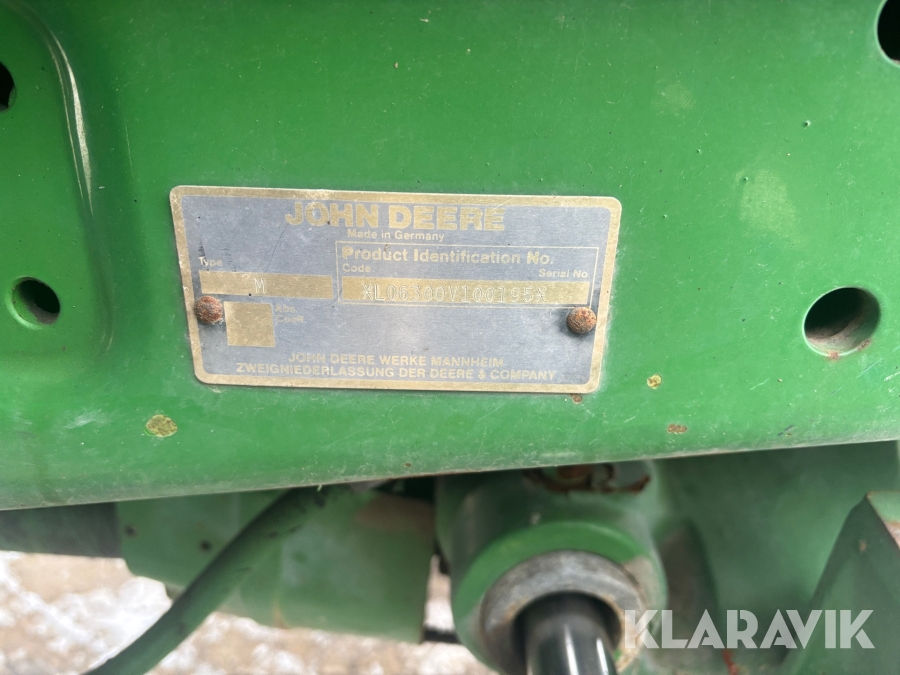 JOHN DEERE
Made in Germany
Product Identification No.
Type
Code.
Serial No
M
JOHN DEERE WERKE MANNHEIM
ZWEIGNIEDERLASSUNG DER DEERE & COMPANY
KLARAVIK